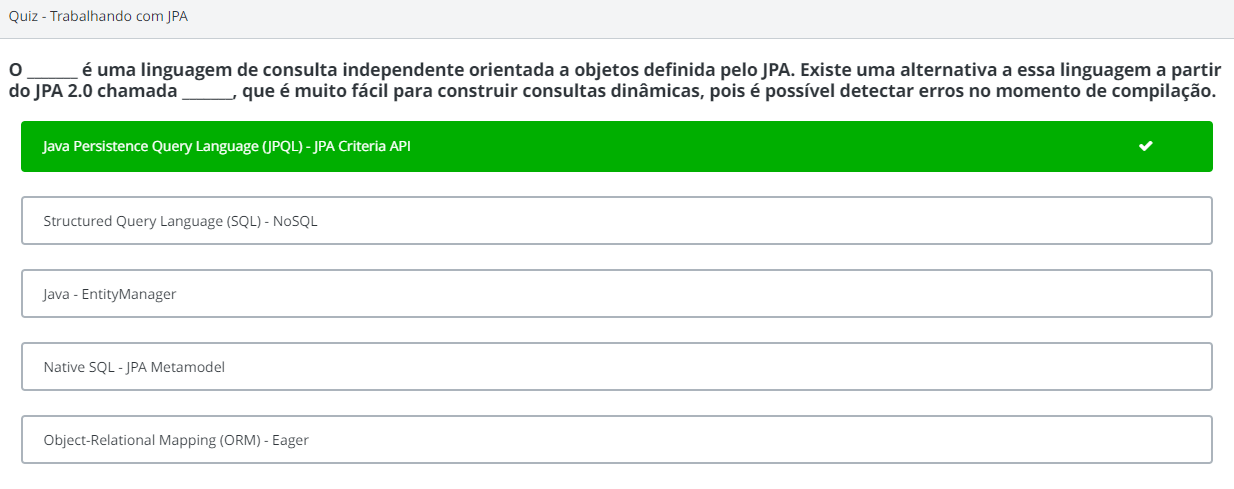 Quiz - Trabalhando com JPA
O ______ é uma linguagem de consulta independente orientada a objetos definida pelo JPA. Existe uma alternativa a essa linguagem a partir
do JPA 2.0 chamada ______, que é muito fácil para construir consultas dinâmicas, pois é possível detectar erros no momento de compilação.
Java Persistence Query Language (JPQL) - JPA Criteria API
Structured Query Language (SQL) - NoSQL
Java - EntityManager
Native SQL - JPA Metamodel
Object-Relational Mapping (ORM) - Eager